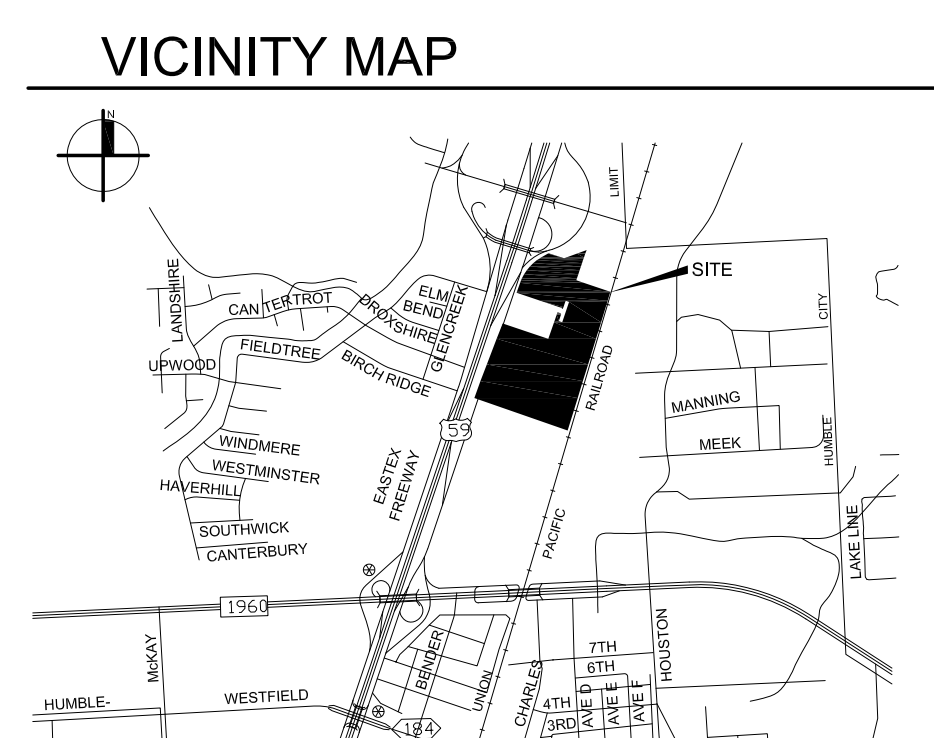 VICINITY MAP
N
LIMIT
SITE
LANDSHIRE
CANTERTROT
DROXSHIRE
ELM
BEND
GLENCREEK
CITY
FIELDTREE
BIRCH RIDGE
UPWOOD
RAILROAD
MANNING
MEEK
HUMBLE
59
WINDMERE
WESTMINSTER
HAVERHILL
EASTEX
FREEWAY
SOUTHWICK
CANTERBURY
PACIFIC
LAKE LINE
1960
McKAY
BENDER
UNION
CHARLES
7TH
6TH
HOUSTON
HUMBLE-
WESTFIELD
4TH
3RD
AVE D
AVE E
AVE F
184